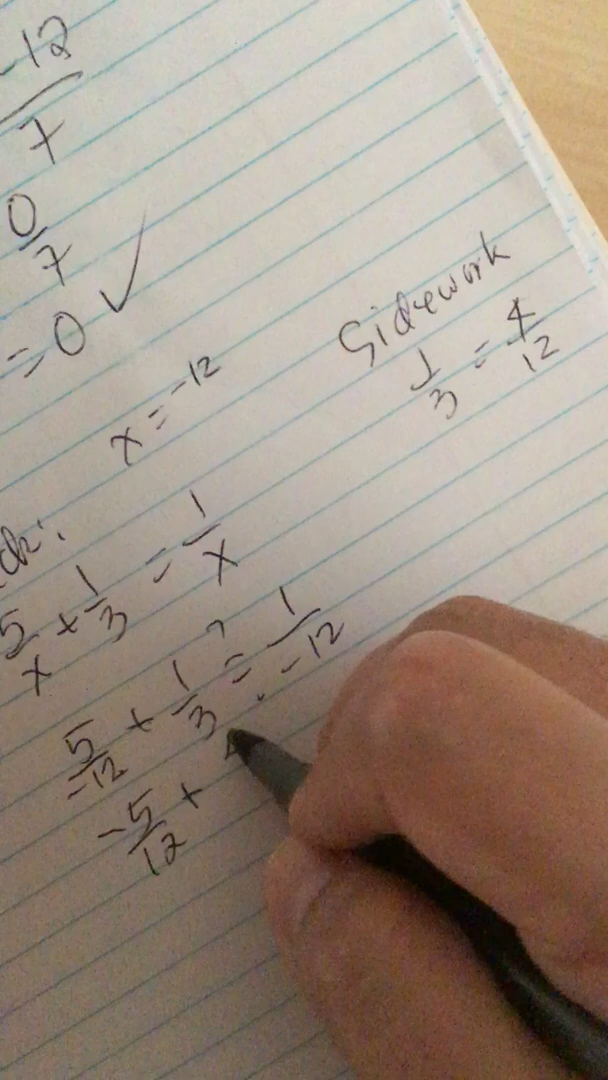 -12
7
0
7
= 0 ✓
x = -12
Sidework
1/3 = 4/12
ck:
5/x + 1/3 = 1/x
5/-12 + 1/3 ?= 1/-12
-5/12 +